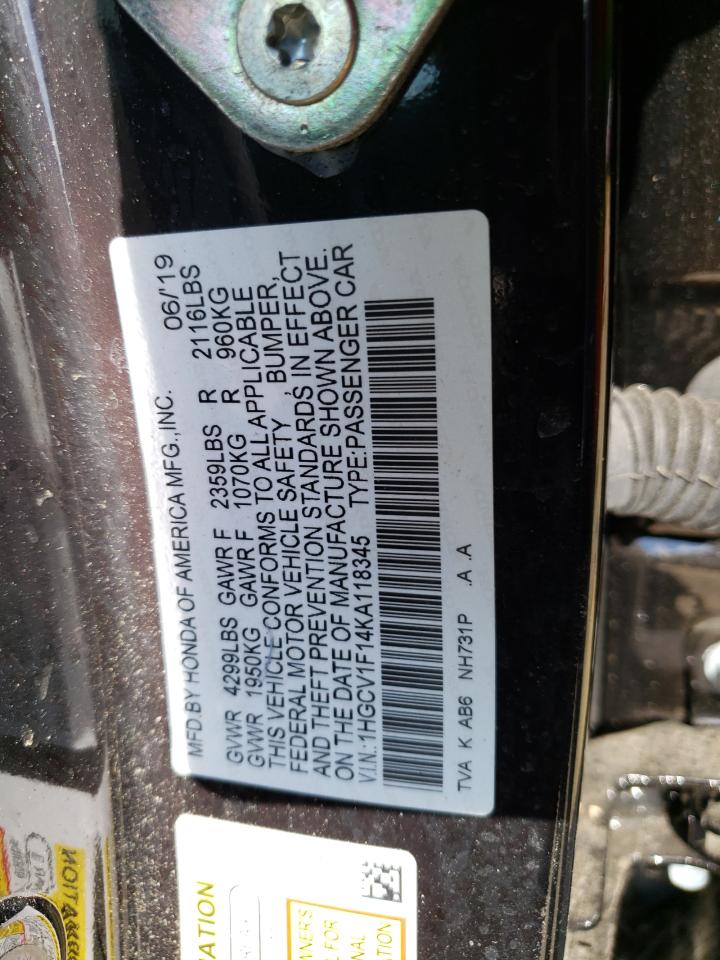 MFD.BY HONDA OF AMERICA MFG.,INC. 06/'19
GVWR 4299LBS GAWR F 2359LBS R 2116LBS
GVWR 1950KG GAWR F 1070KG R 960KG
THIS VEHICLE CONFORMS TO ALL APPLICABLE
FEDERAL MOTOR VEHICLE SAFETY , BUMPER,
AND THEFT PREVENTION STANDARDS IN EFFECT
ON THE DATE OF MANUFACTURE SHOWN ABOVE.
V.I.N.:1HGCV1F14KA118345 TYPE:PASSENGER CAR
TVA K AB6 NH731P .A .A